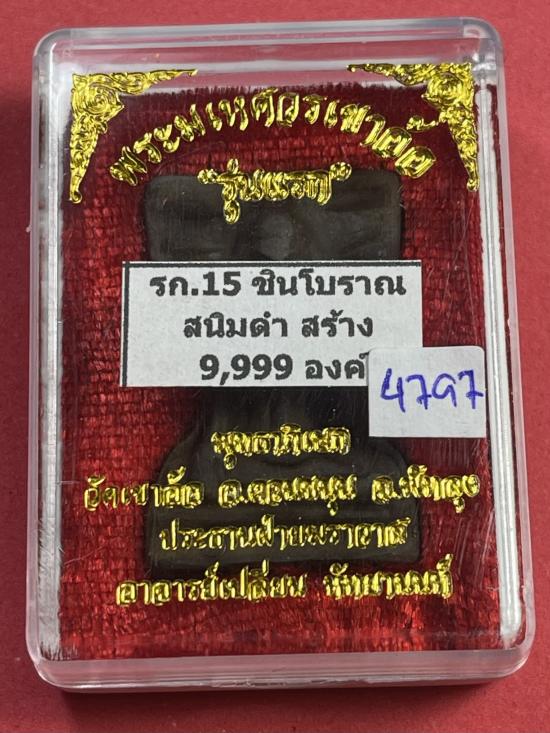 พระมเหศวรเขาอ้อ
"รุ่นแรก"
รก.15 ชินโบราณ
สนิมดำ สร้าง
9,999 องค์
4797
พุทธาภิเษก
วัดเขาอ้อ อ.ควนขนุน จ.พัทลุง
ประธานฝ่ายฆราวาส
อาจารย์เปลี่ยน หัทยานนท์